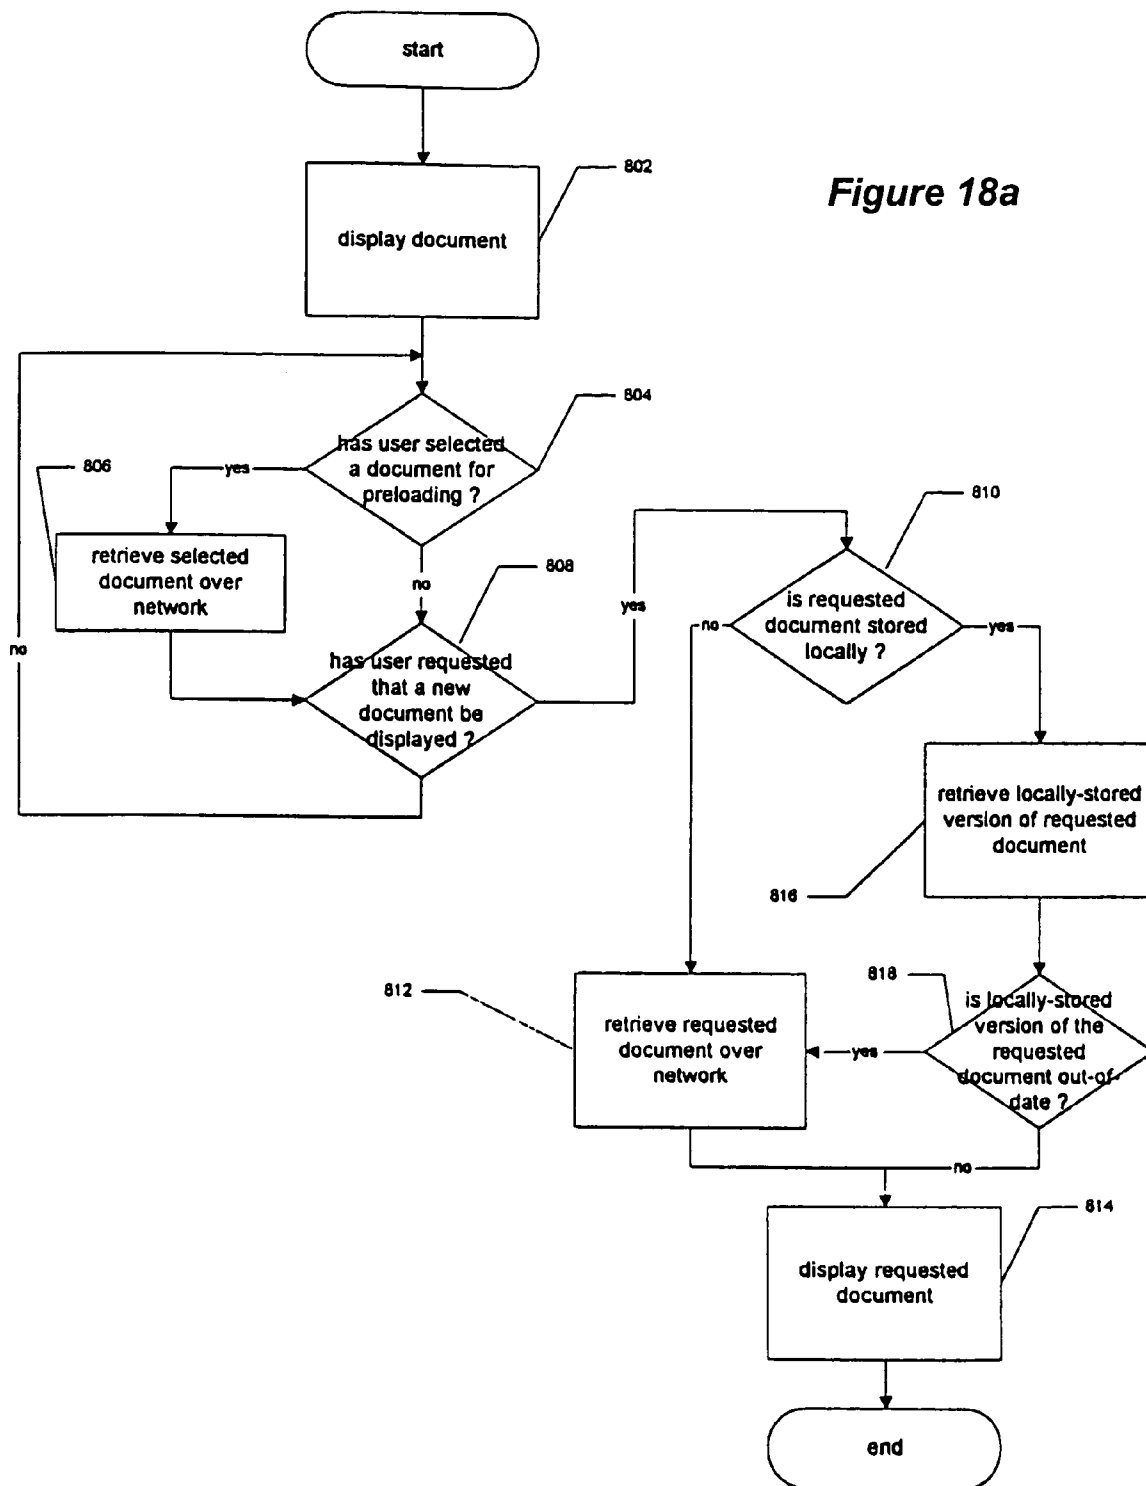 start
802
Figure 18a
display document
804
has user selected
a document for
preloading ?
yes
806
retrieve selected
document over
network
no
808
810
yes
is requested
document stored
locally ?
no
yes
has user requested
that a new
document be
displayed ?
no
retrieve locally-stored
version of requested
document
816
818
812
is locally-stored
version of the
requested
document out-of-
date ?
yes
retrieve requested
document over
network
no
814
display requested
document
end